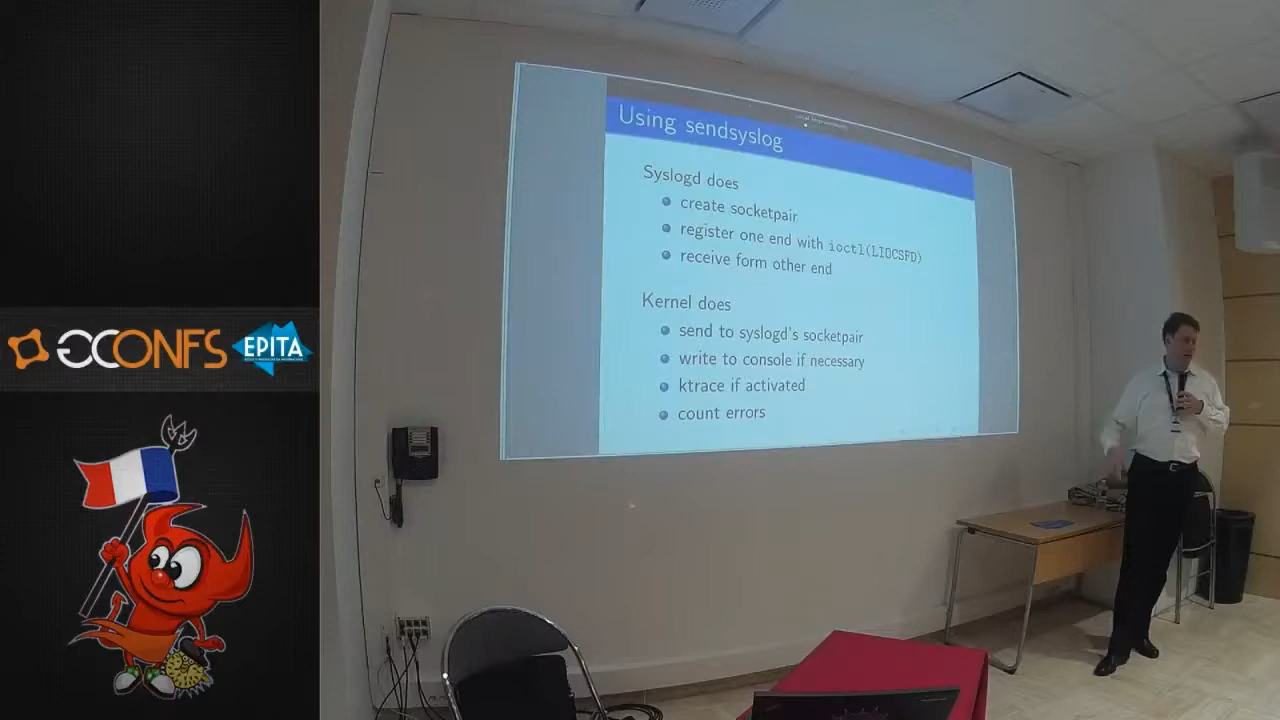 Using sendsyslog
Syslogd does
create socketpair
register one end with ioctl(LIOCSFD)
receive form other end
Kernel does
send to syslogd's socketpair
write to console if necessary
ktrace if activated
count errors
GCONFS
EPITA